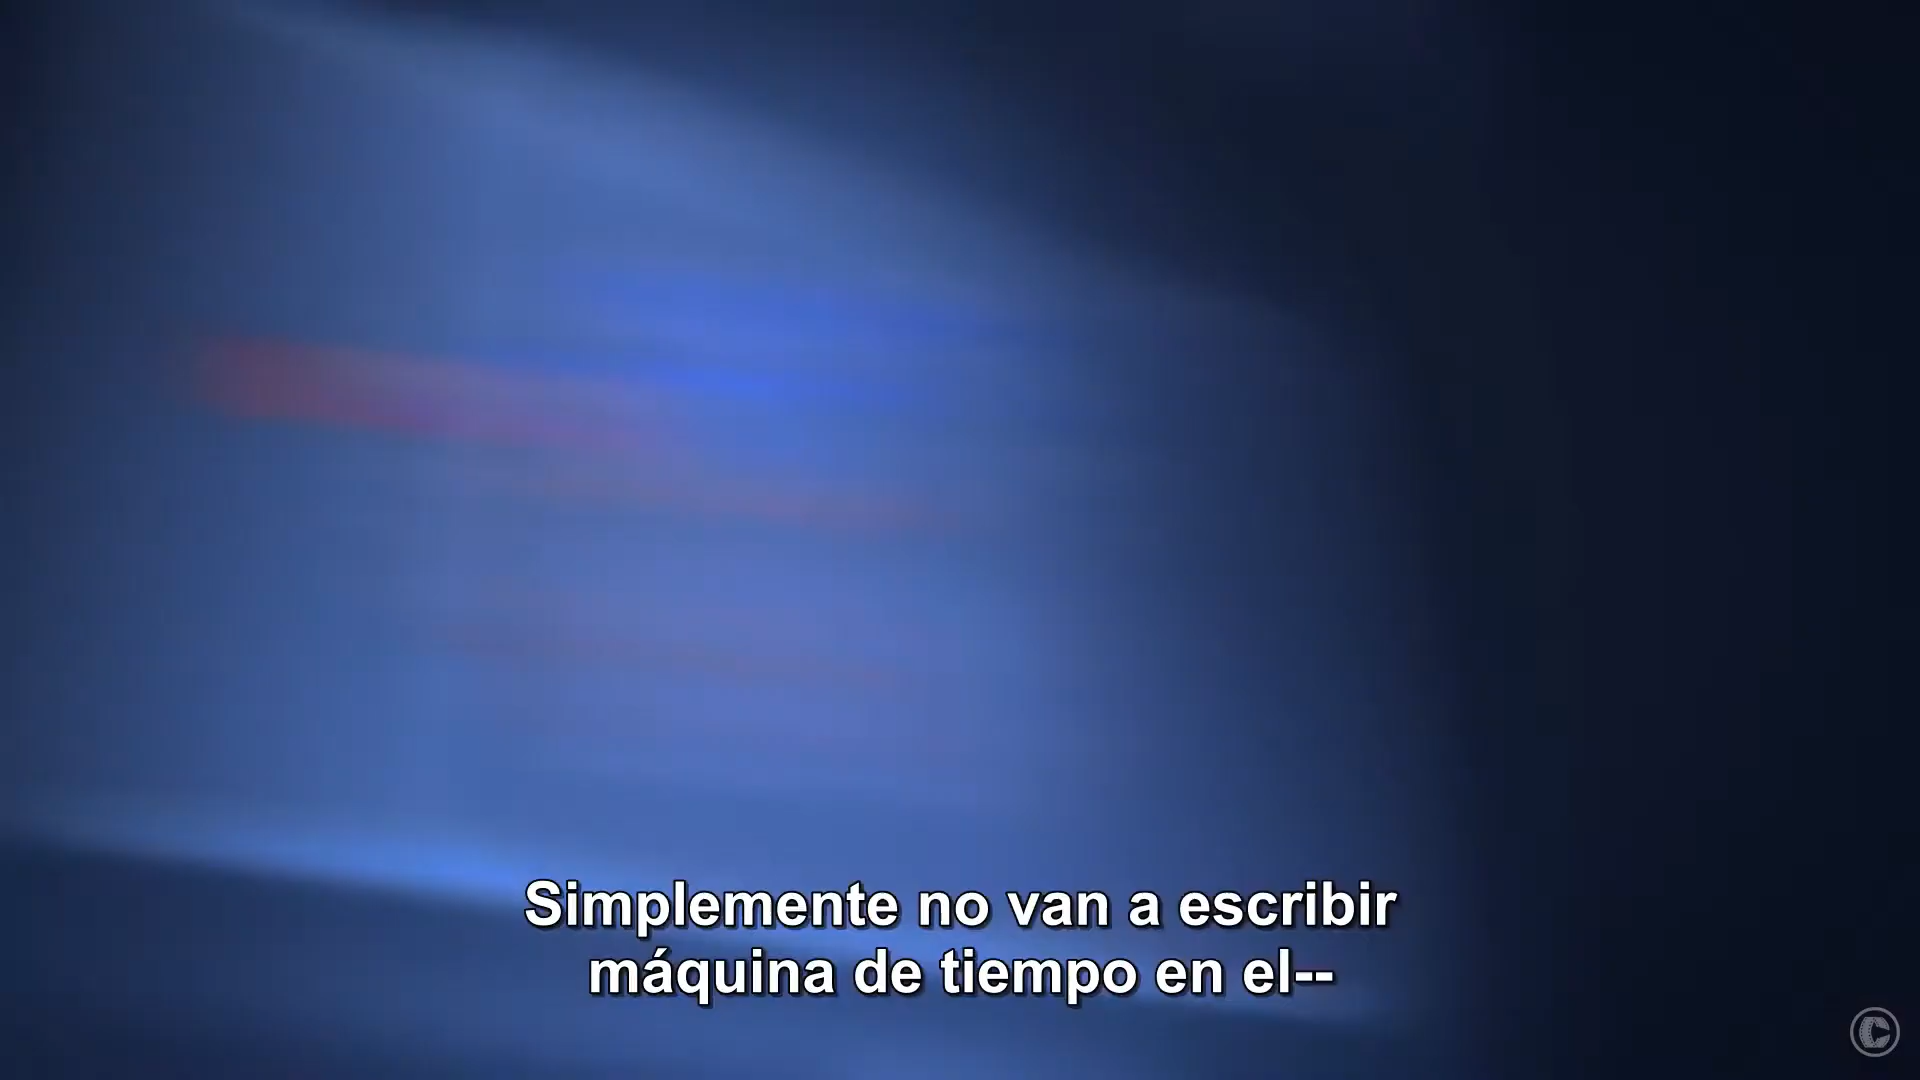 Simplemente no van a escribir
máquina de tiempo en el--